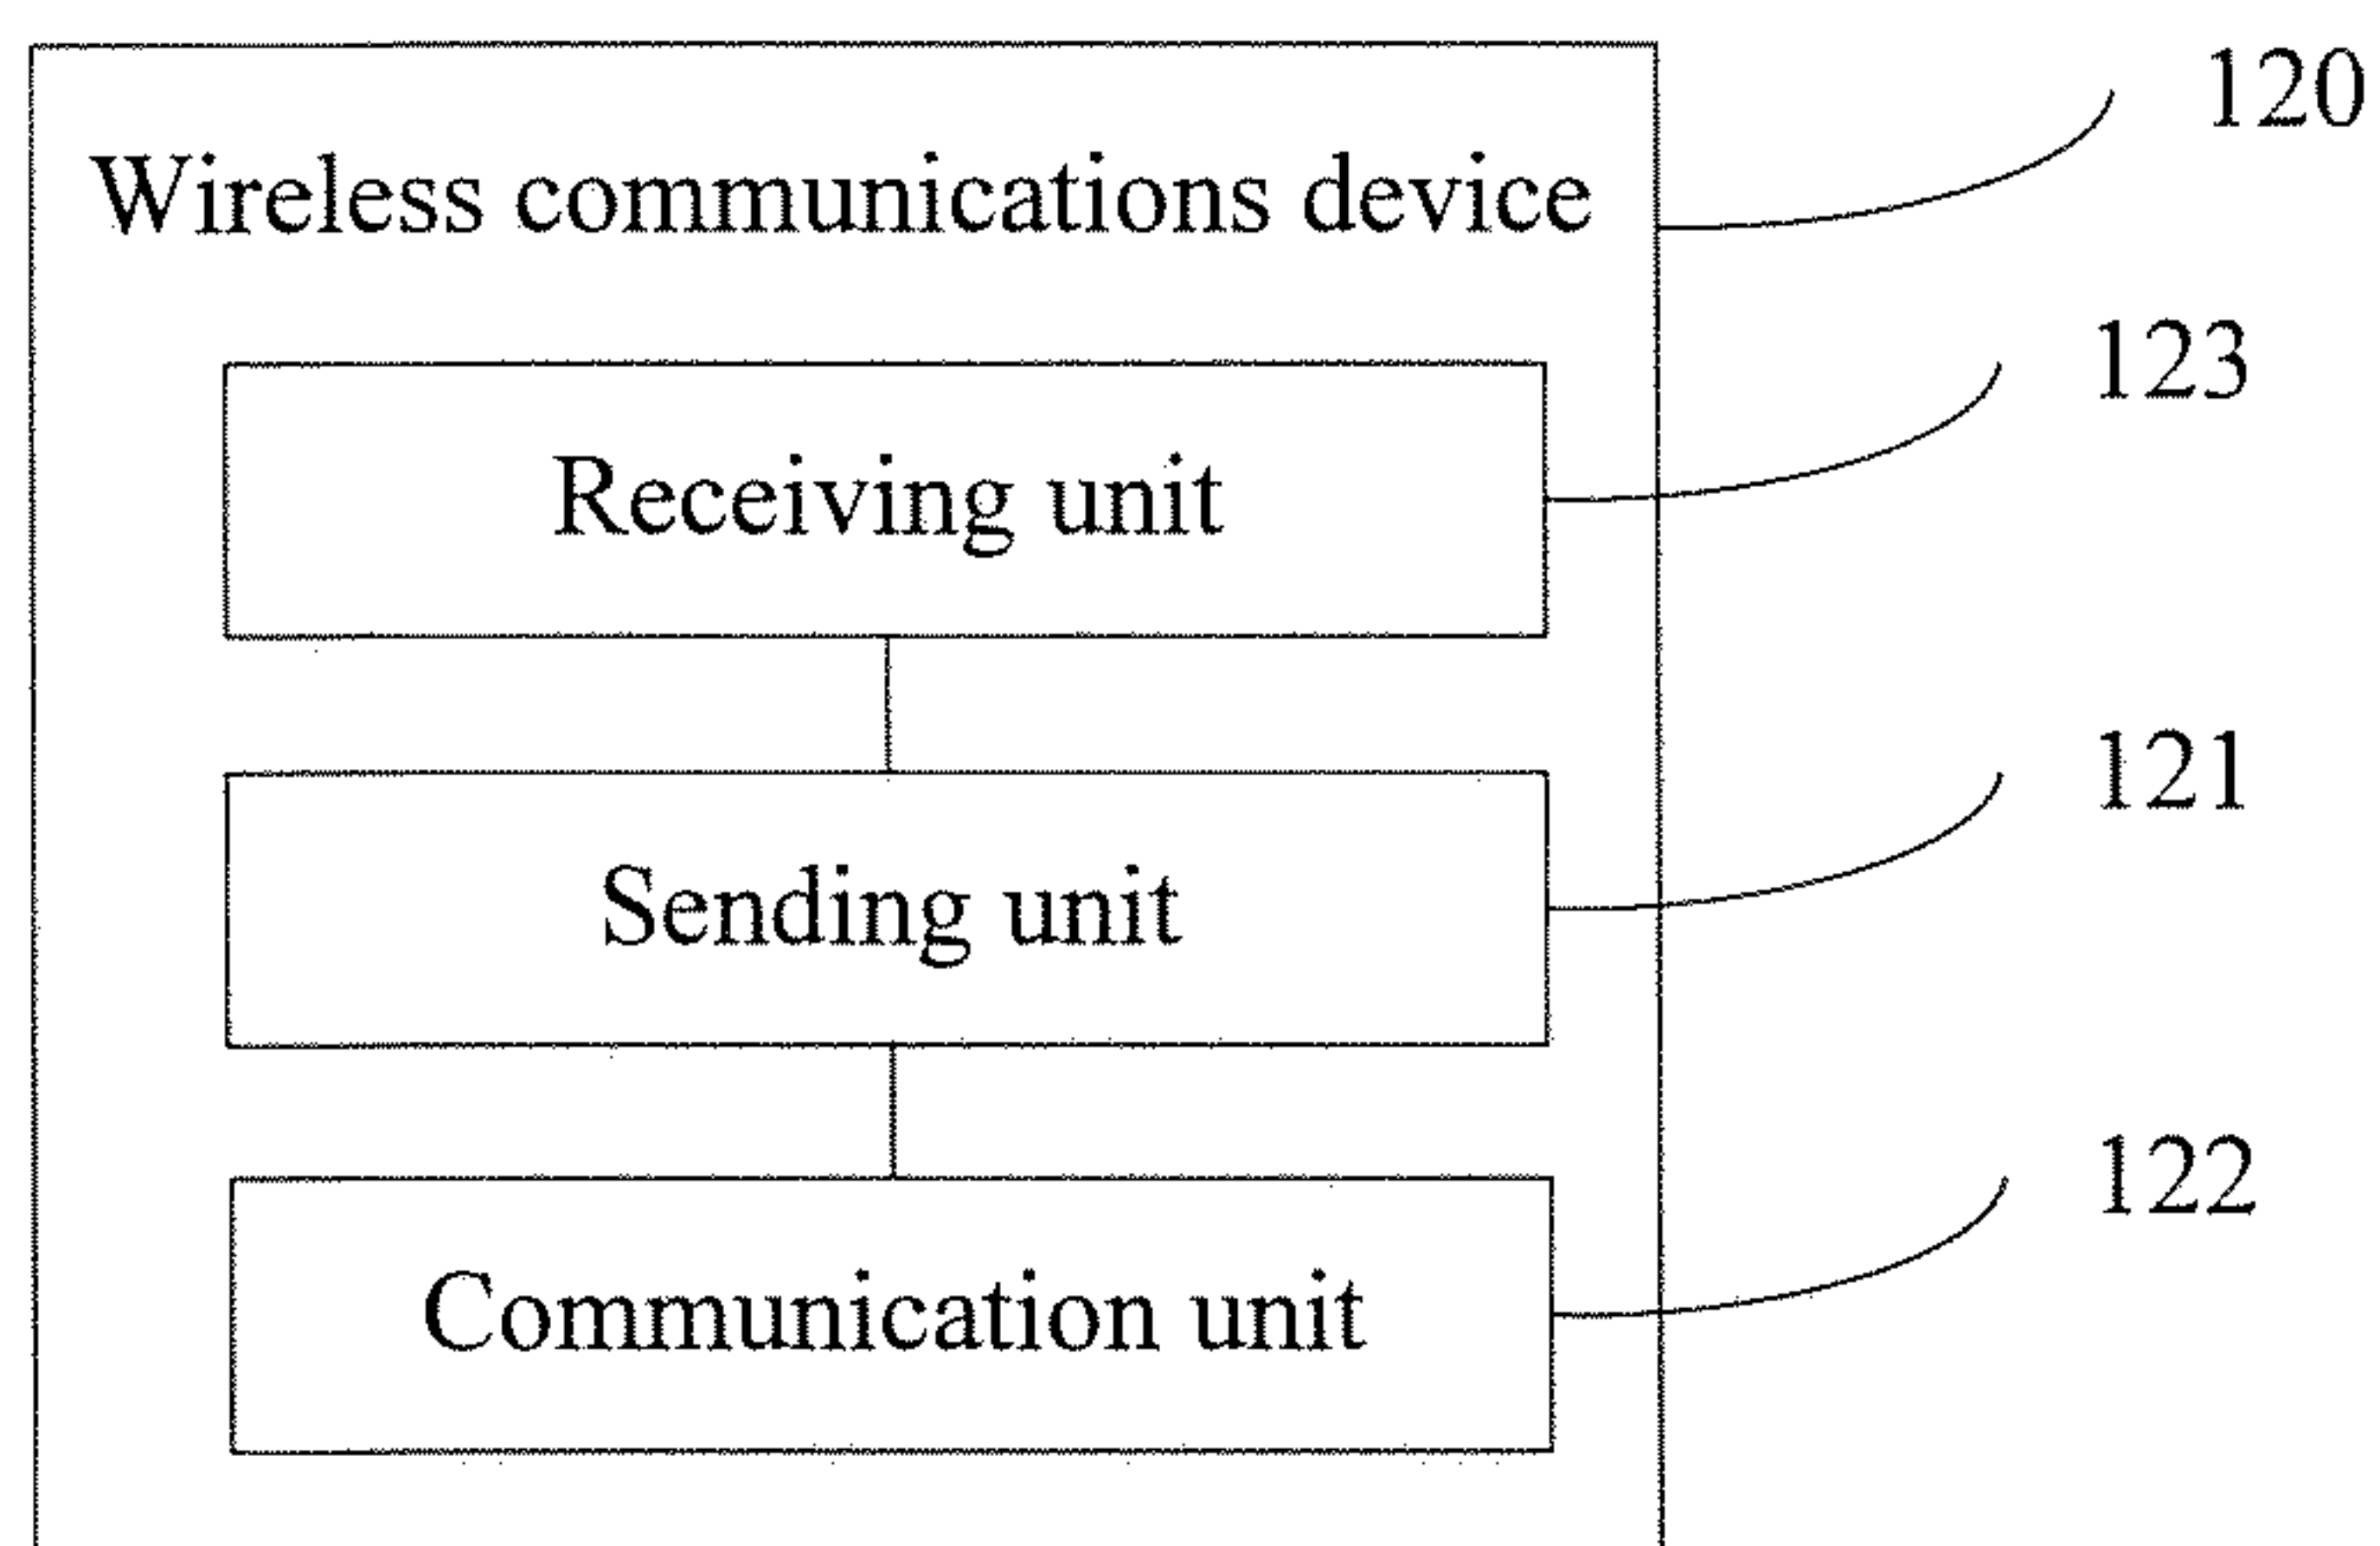 120
Wireless communications device
123
Receiving unit
121
Sending unit
122
Communication unit